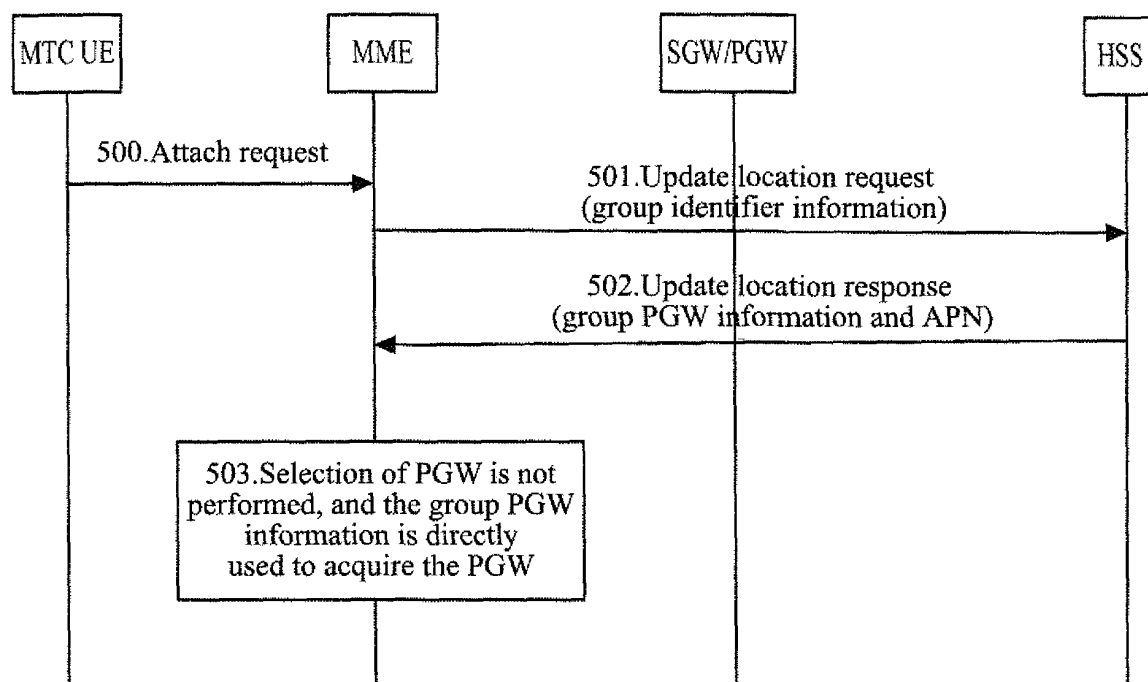 MTC UE
MME
SGW/PGW
HSS
500.Attach request
501.Update location request
(group identifier information)
502.Update location response
(group PGW information and APN)
503.Selection of PGW is not
performed, and the group PGW
information is directly
used to acquire the PGW